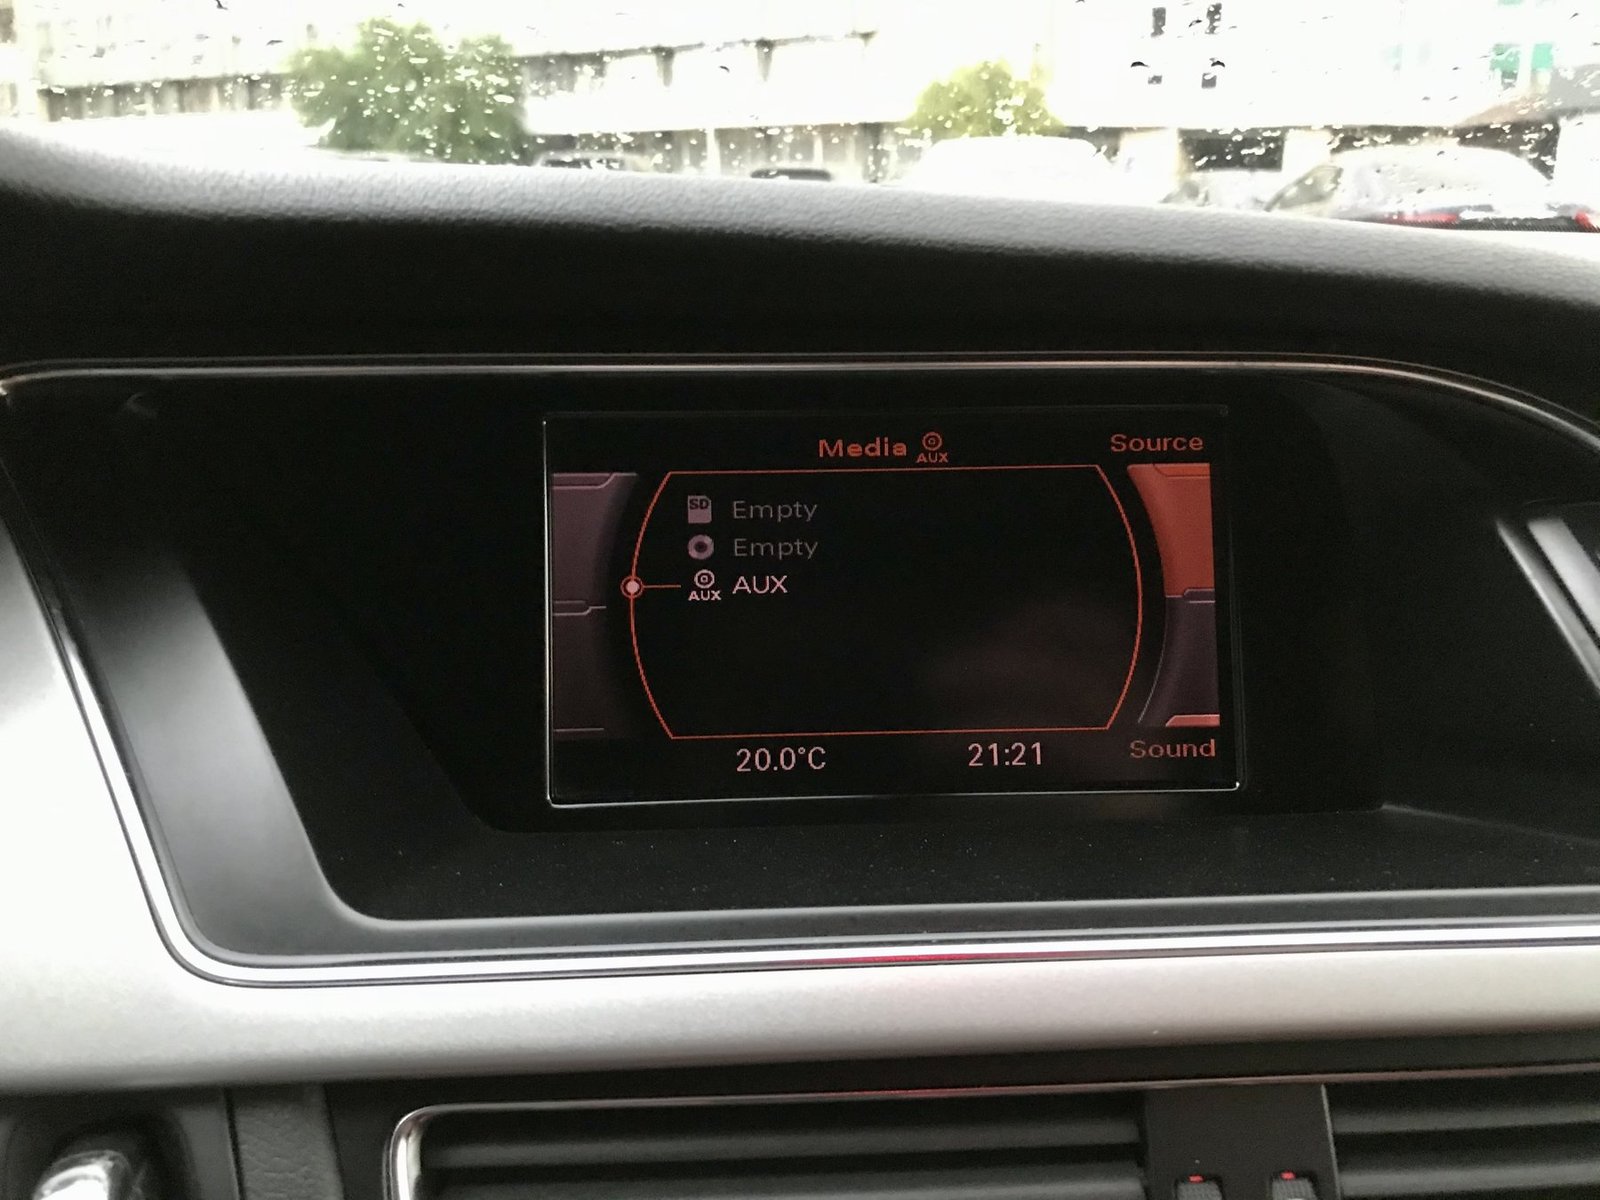 Media AUX
Source
SD Empty
Empty
AUX AUX
20.0°C 21:21
Sound